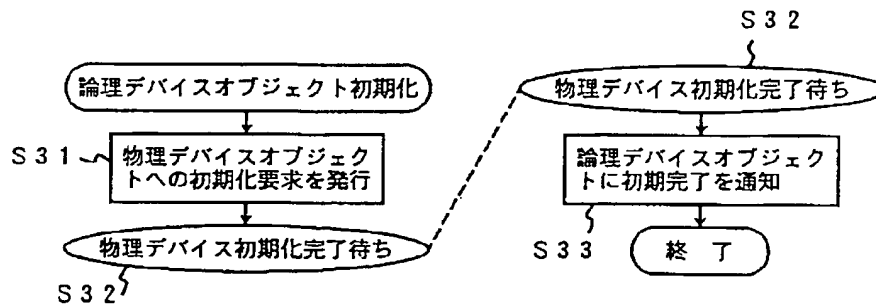 論理デバイスオブジェクト初期化
S31
物理デバイスオブジェク
トへの初期化要求を発行
物理デバイス初期化完了待ち
S32
S32
物理デバイス初期化完了待ち
論理デバイスオブジェク
トに初期完了を通知
S33
終 了